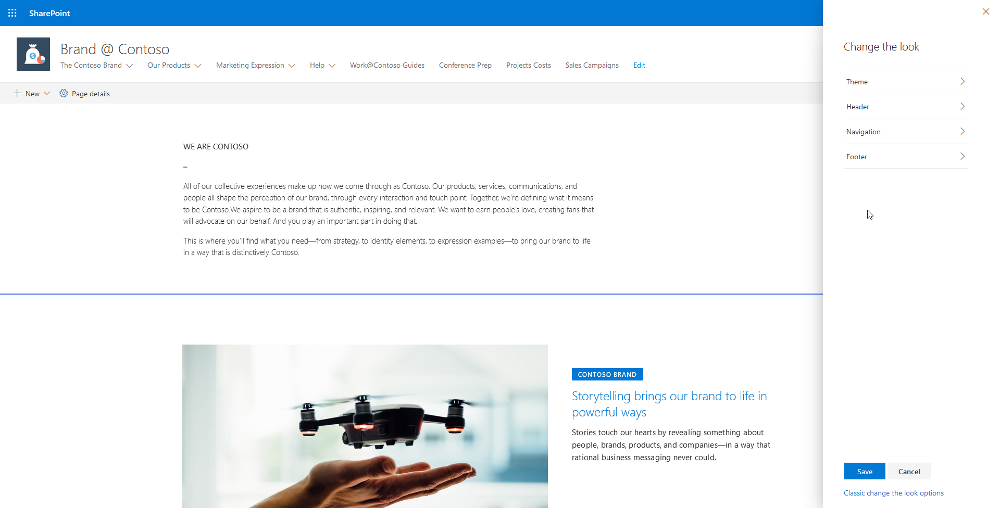 SharePoint
Brand @ Contoso
The Contoso Brand Our Products Marketing Expression Help Work@Contoso Guides Conference Prep Projects Costs Sales Campaigns Edit
New Page details
WE ARE CONTOSO
–
All of our collective experiences make up how we come through as Contoso. Our products, services, communications, and
people all shape the perception of our brand, through every interaction and touch point. Together, we’re defining what it means
to be Contoso.We aspire to be a brand that is authentic, inspiring, and relevant. We want to earn people’s love, creating fans that
will advocate on our behalf. And you play an important part in doing that.
This is where you’ll find what you need—from strategy, to identity elements, to expression examples—to bring our brand to life
in a way that is distinctively Contoso.
CONTOSO BRAND
Storytelling brings our brand to life in
powerful ways
Stories touch our hearts by revealing something about
people, brands, products, and companies—in a way that
rational business messaging never could.
Change the look
Theme
Header
Navigation
Footer
Save Cancel
Classic change the look options